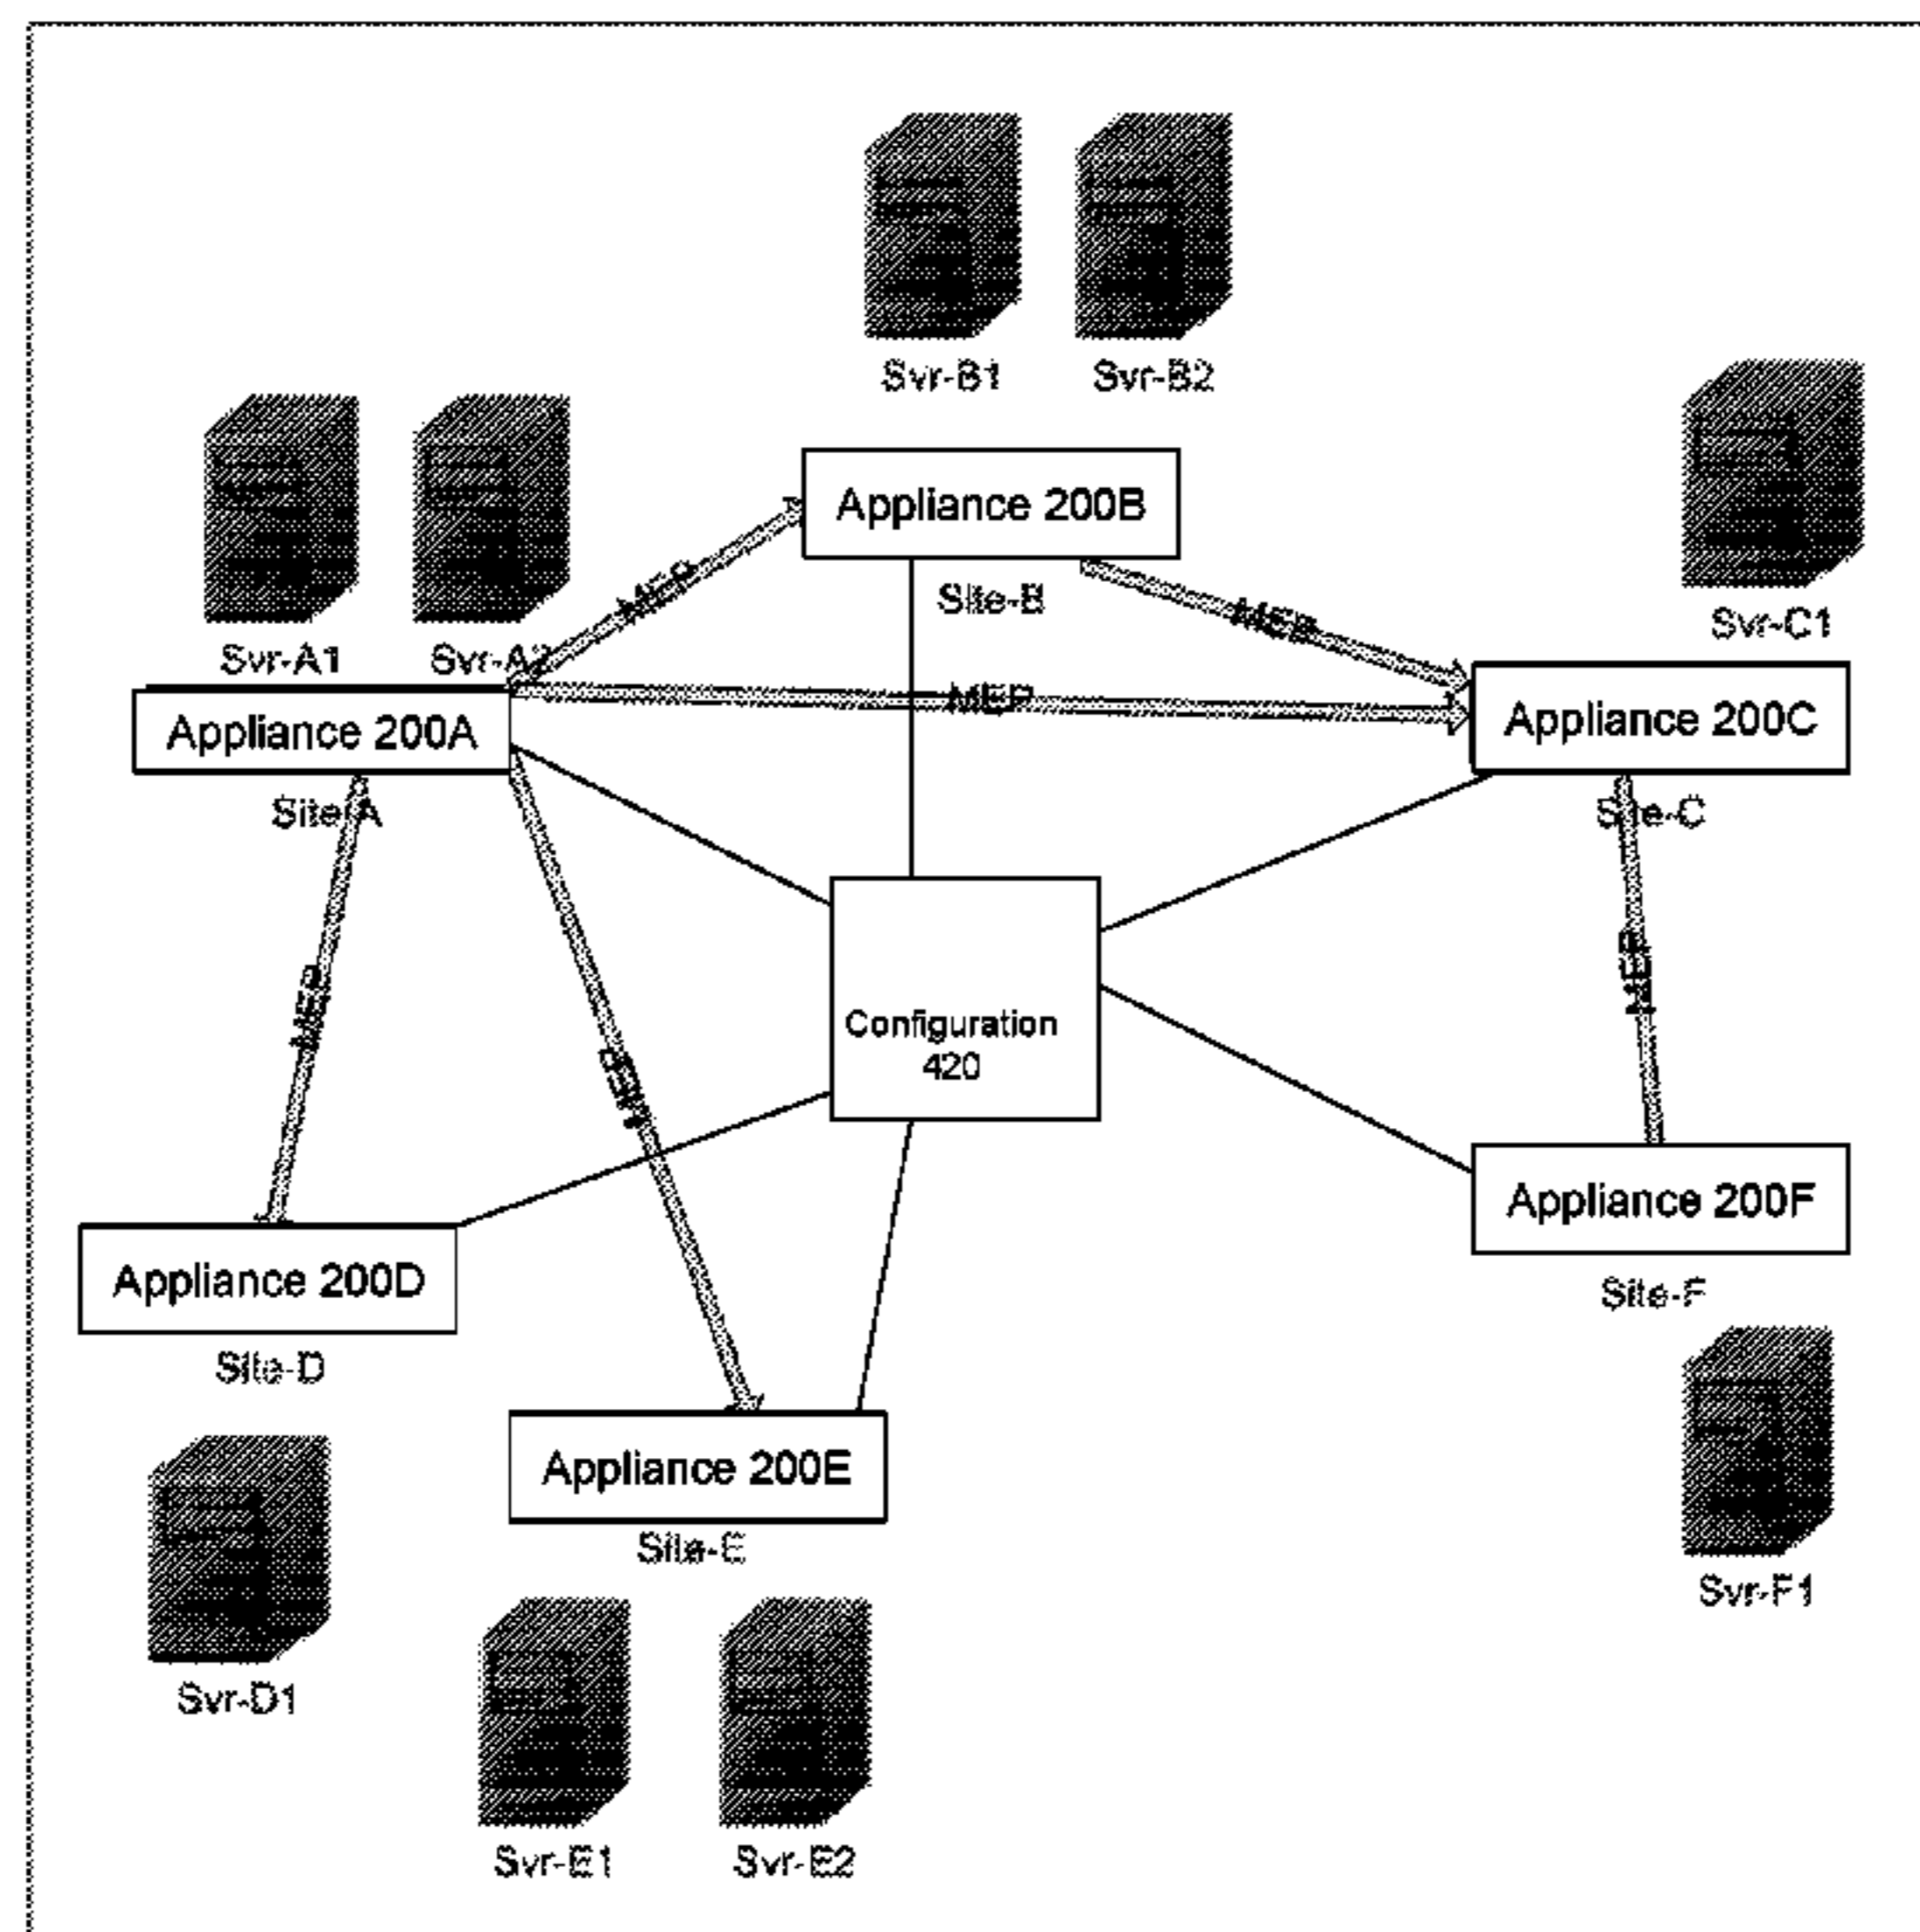 Svr-B1
Svr-B2
Svr-C1
Svr-A1
Svr-A2
Appliance 200B
Site-B
MEP
MEP
MEP
Appliance 200A
Site-A
Appliance 200C
Site-C
MEP
MEP
MEP
Configuration
420
Appliance 200D
Site-D
Appliance 200F
Site-F
Appliance 200E
Site-E
Svr-D1
Svr-F1
Svr-E1
Svr-E2